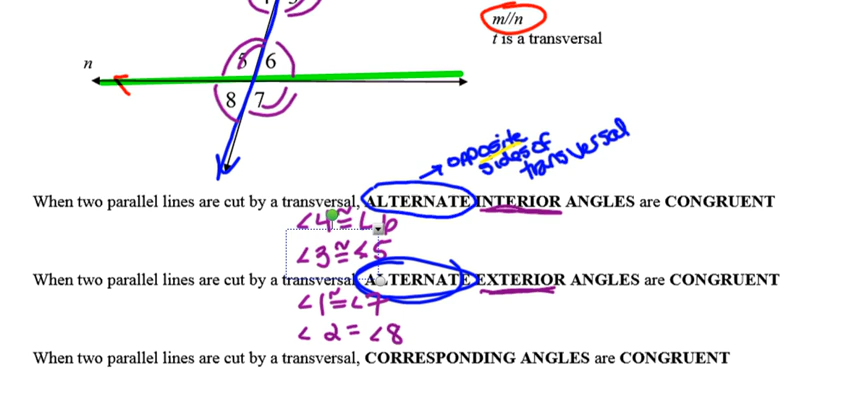 m//n
t is a transversal
n
6
8 7
opposite
sides of
transversal
When two parallel lines are cut by a transversal, ALTERNATE INTERIOR ANGLES are CONGRUENT
∠4≅∠6
∠3≅∠5
When two parallel lines are cut by a transversal ALTERNATE EXTERIOR ANGLES are CONGRUENT
∠1≅∠7
∠2=∠8
When two parallel lines are cut by a transversal, CORRESPONDING ANGLES are CONGRUENT